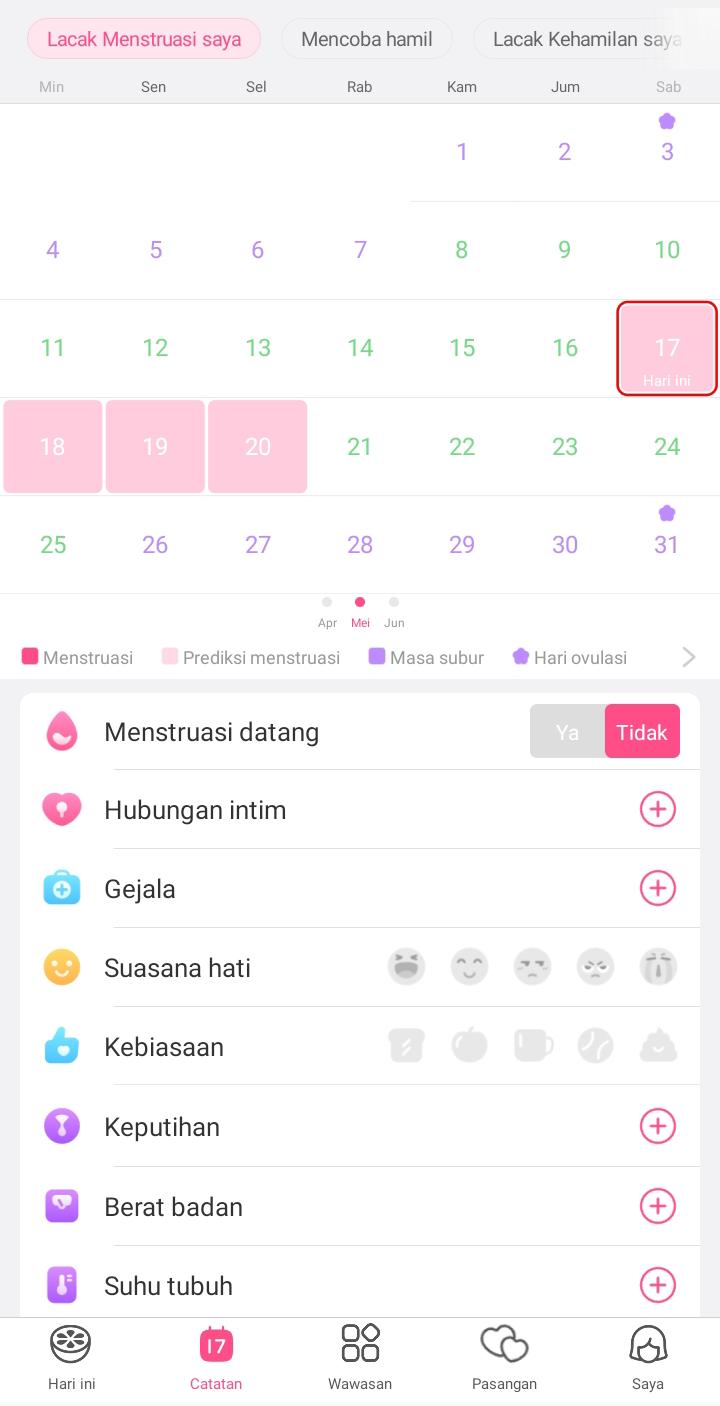 Lacak Menstruasi saya Mencoba hamil Lacak Kehamilan saya
Min Sen Sel Rab Kam Jum Sab
1 2 3
4 5 6 7 8 9 10
11 12 13 14 15 16 17
Hari ini
18 19 20 21 22 23 24
25 26 27 28 29 30 31
Apr Mei Jun
Menstruasi Prediksi menstruasi Masa subur Hari ovulasi
Menstruasi datang Ya Tidak
Hubungan intim
Gejala
Suasana hati
Kebiasaan
Keputihan
Berat badan
Suhu tubuh
17
Hari ini Catatan Wawasan Pasangan Saya